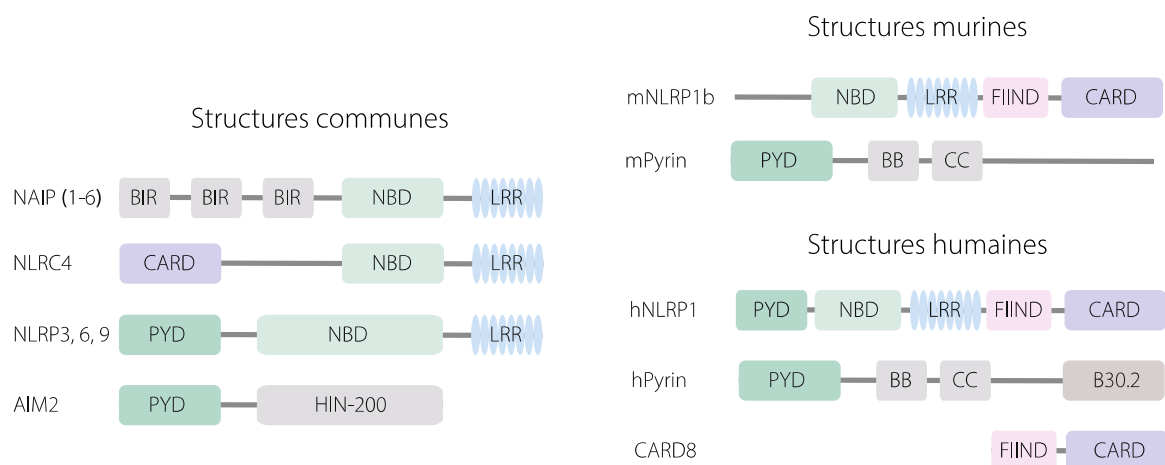 Structures communes
NAIP (1-6) BIR BIR BIR NBD LRR
NLRC4 CARD NBD LRR
NLRP3, 6, 9 PYD NBD LRR
AIM2 PYD HIN-200
Structures murines
mNLRP1b NBD LRR FIIND CARD
mPyrin PYD BB CC
Structures humaines
hNLRP1 PYD NBD LRR FIIND CARD
hPyrin PYD BB CC B30.2
CARD8 FIIND CARD